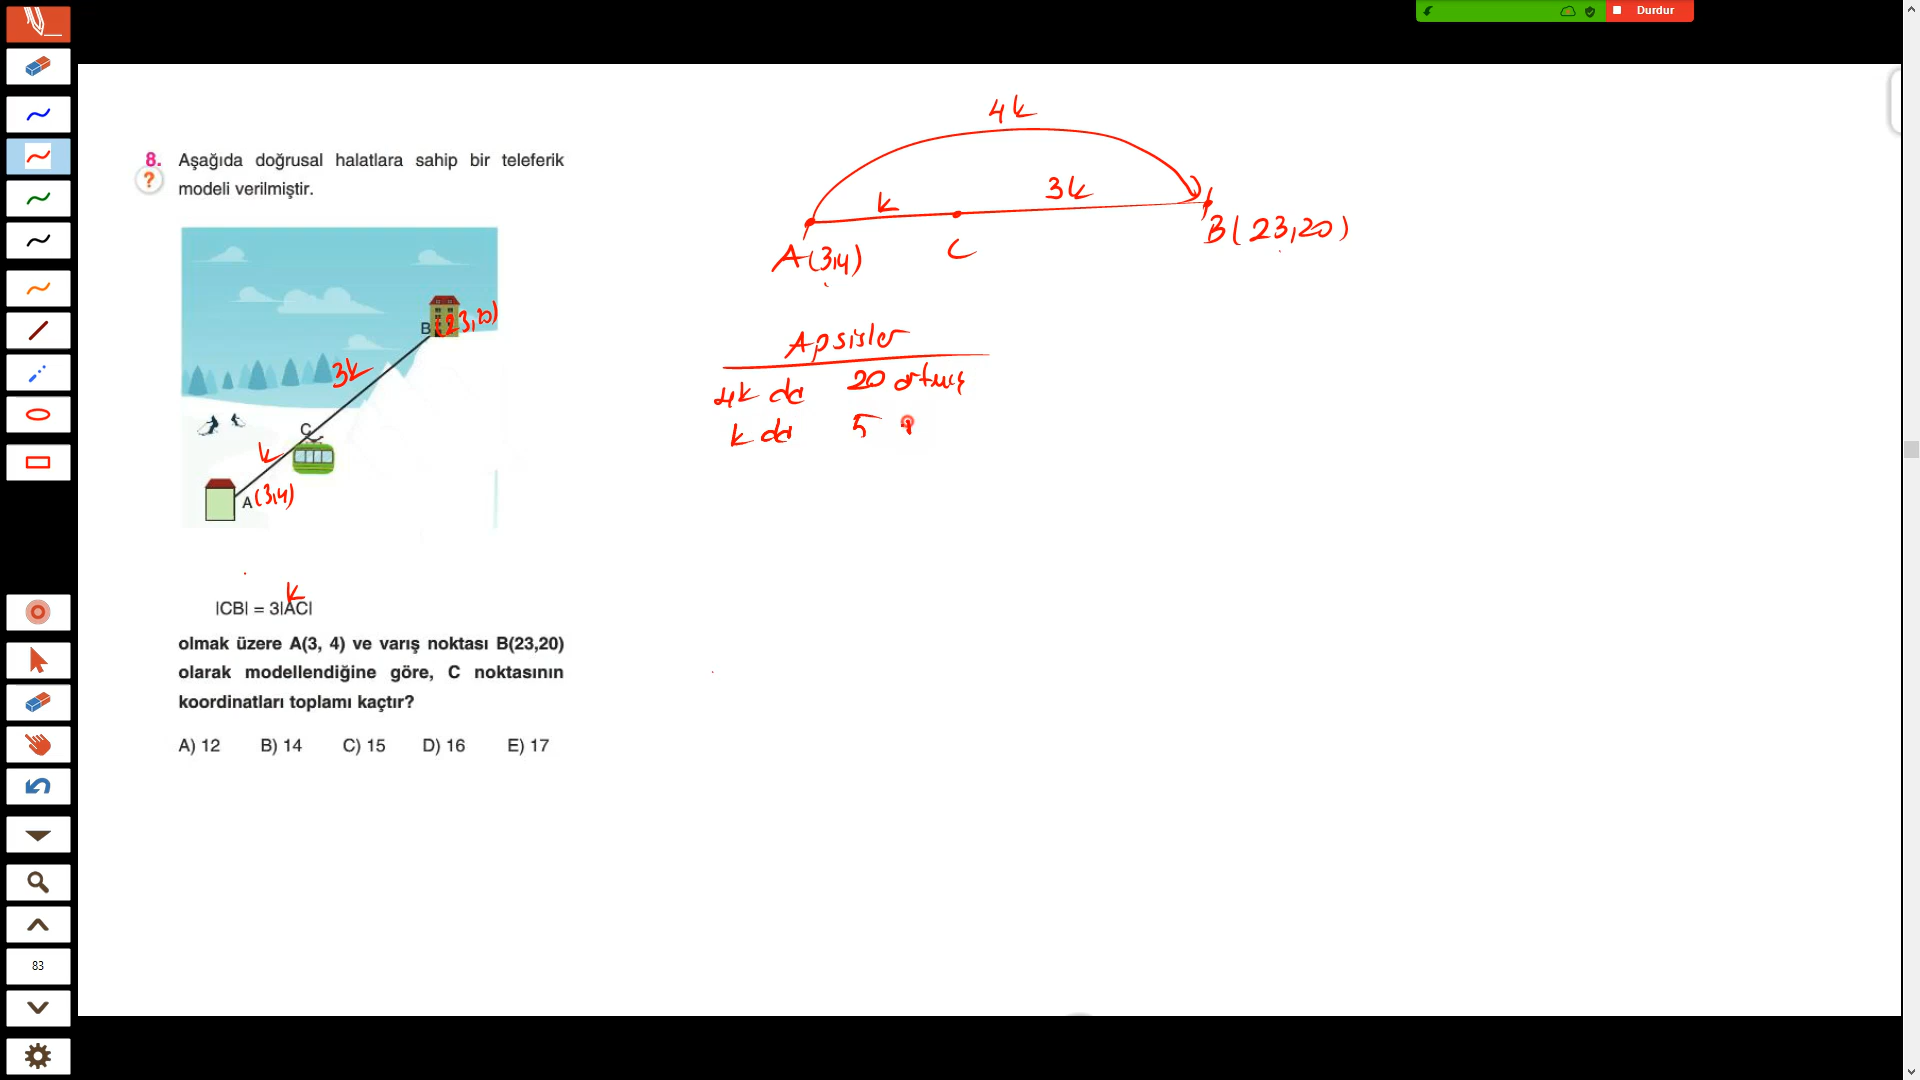 Durdur
8. Aşağıda doğrusal halatlara sahip bir teleferik
? modeli verilmiştir.
B (23,20)
3k
C
k
A (3,4)
k
|CB| = 3|AC|
olmak üzere A(3, 4) ve varış noktası B(23,20)
olarak modellendiğine göre, C noktasının
koordinatları toplamı kaçtır?
A) 12 B) 14 C) 15 D) 16 E) 17
4k
k 3k
A(3,4) C B(23,20)
Apsisler
4k da 20 artmış
k da 5
83